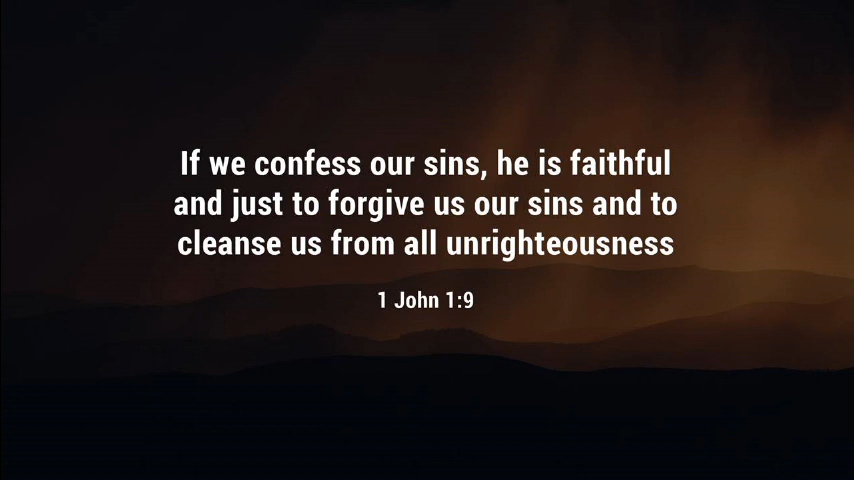 If we confess our sins, he is faithful
and just to forgive us our sins and to
cleanse us from all unrighteousness
1 John 1:9